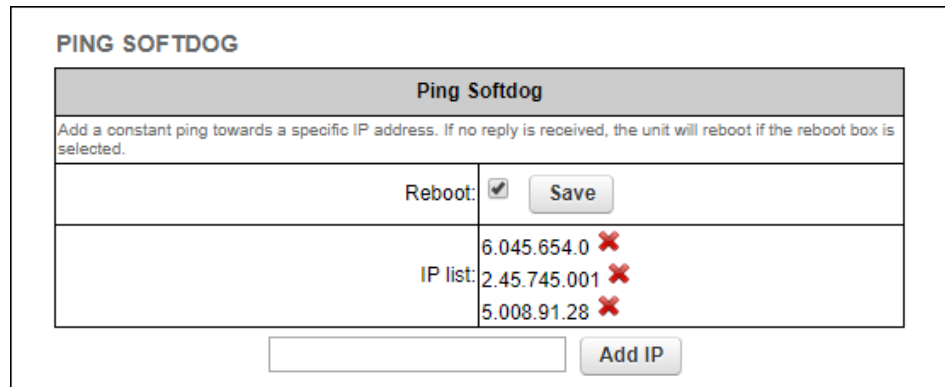 PING SOFTDOG
Ping Softdog
Add a constant ping towards a specific IP address. If no reply is received, the unit will reboot if the reboot box is
selected.
Reboot: Save
6.045.654.0
IP list: 2.45.745.001
5.008.91.28
Add IP